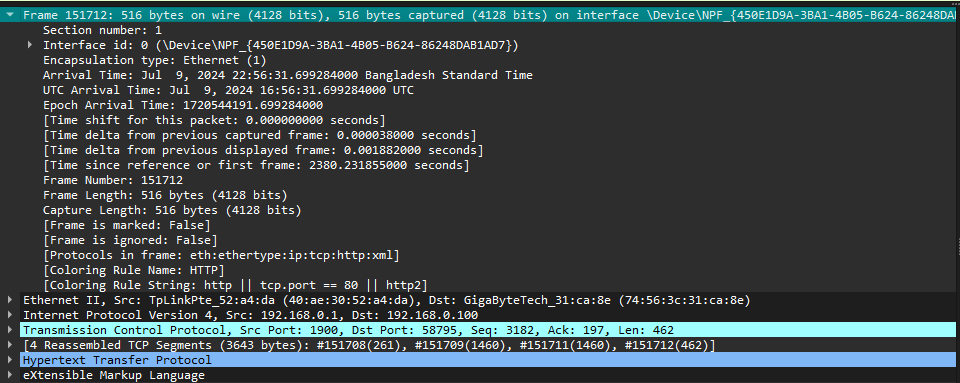 Frame 151712: 516 bytes on wire (4128 bits), 516 bytes captured (4128 bits) on interface \Device\NPF_{450E1D9A-3BA1-4B05-B624-86248DA
Section number: 1
Interface id: 0 (\Device\NPF_{450E1D9A-3BA1-4B05-B624-86248DAB1AD7})
Encapsulation type: Ethernet (1)
Arrival Time: Jul  9, 2024 22:56:31.699284000 Bangladesh Standard Time
UTC Arrival Time: Jul  9, 2024 16:56:31.699284000 UTC
Epoch Arrival Time: 1720544191.699284000
[Time shift for this packet: 0.000000000 seconds]
[Time delta from previous captured frame: 0.000038000 seconds]
[Time delta from previous displayed frame: 0.001882000 seconds]
[Time since reference or first frame: 2380.231855000 seconds]
Frame Number: 151712
Frame Length: 516 bytes (4128 bits)
Capture Length: 516 bytes (4128 bits)
[Frame is marked: False]
[Frame is ignored: False]
[Protocols in frame: eth:ethertype:ip:tcp:http:xml]
[Coloring Rule Name: HTTP]
[Coloring Rule String: http || tcp.port == 80 || http2]
Ethernet II, Src: TpLinkPte_52:a4:da (40:ae:30:52:a4:da), Dst: GigaByteTech_31:ca:8e (74:56:3c:31:ca:8e)
Internet Protocol Version 4, Src: 192.168.0.1, Dst: 192.168.0.100
Transmission Control Protocol, Src Port: 1900, Dst Port: 58795, Seq: 3182, Ack: 197, Len: 462
[4 Reassembled TCP Segments (3643 bytes): #151708(261), #151709(1460), #151711(1460), #151712(462)]
Hypertext Transfer Protocol
eXtensible Markup Language